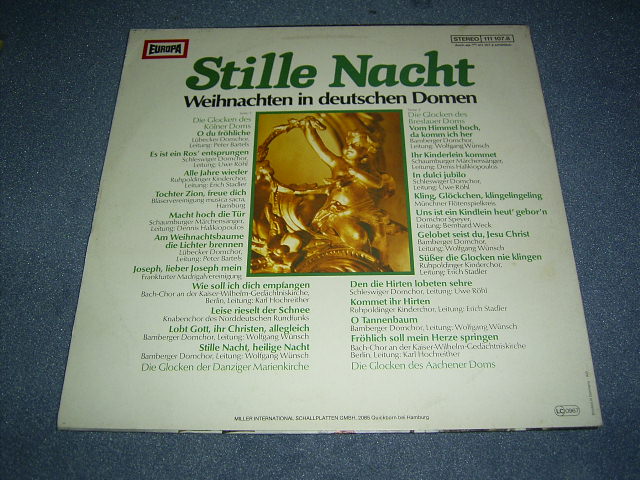 EUROPA
STEREO 111 107.8
Stille Nacht
Weihnachten in deutschen Domen
Seite 1
Die Glocken des
Kölner Doms
O du fröhliche
Lübecker Domchor,
Leitung: Peter Bartels
Es ist ein Ros' entsprungen
Schleswiger Domchor,
Leitung: Uwe Röhl
Alle Jahre wieder
Ruhpoldinger Kinderchor,
Leitung: Erich Stadler
Tochter Zion, freue dich
Bläservereinigung musica sacra,
Hamburg
Macht hoch die Tür
Schaumburger Märchensänger,
Leitung: Dennis Halikiopoulos
Am Weihnachtsbaume
die Lichter brennen
Lübecker Domchor,
Leitung: Peter Bartels
Joseph, lieber Joseph mein
Frankfurter Madrigalvereinigung
Wie soll ich dich empfangen
Bach-Chor an der Kaiser-Wilhelm-Gedächtniskirche,
Berlin, Leitung: Karl Hochreither
Leise rieselt der Schnee
Knabenchor des Norddeutschen Rundfunks
Lobt Gott, ihr Christen, allegleich
Bamberger Domchor, Leitung: Wolfgang Wünsch
Stille Nacht, heilige Nacht
Bamberger Domchor, Leitung: Wolfgang Wünsch
Die Glocken der Danziger Marienkirche
Seite 2
Die Glocken des
Breslauer Doms
Vom Himmel hoch,
da komm ich her
Bamberger Domchor,
Leitung: Wolfgang Wünsch
Ihr Kinderlein kommet
Schaumburger Märchensänger,
Leitung: Denis Halikiopoulos
In dulci jubilo
Schleswiger Domchor,
Leitung: Uwe Röhl
Kling, Glöckchen, klingelingeling
Münchner Flötenspielkreis
Uns ist ein Kindlein heut' gebor'n
Domchor Speyer,
Leitung: Bernhard Weck
Gelobet seist du, Jesu Christ
Bamberger Domchor,
Leitung: Wolfgang Wünsch
Süßer die Glocken nie klingen
Ruhpoldinger Kinderchor,
Leitung: Erich Stadler
Den die Hirten lobeten sehre
Schleswiger Domchor, Leitung: Uwe Röhl
Kommet ihr Hirten
Ruhpoldinger Kinderchor, Leitung: Erich Stadler
O Tannenbaum
Bamberger Domchor, Leitung: Wolfgang Wünsch
Fröhlich soll mein Herze springen
Bach-Chor an der Kaiser-Wilhelm-Gedächtniskirche
Berlin, Leitung: Karl Hochreither
Die Glocken des Aachener Doms
MILLER INTERNATIONAL SCHALLPLATTEN GMBH, 2085 Quickborn bei Hamburg
LC 0967